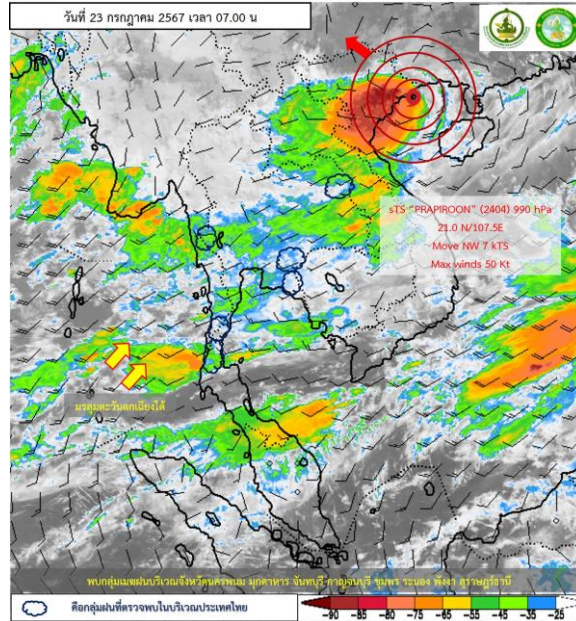 วันที่ 23 กรกฎาคม 2567 เวลา 07.00 น
sTS "PRAPIROON" (2404) 990 hPa
21.0 N/107.5E
Move NW 7 kTS
Max winds 50 Kt
มรสุมตะวันตกเฉียงใต้
พบกลุ่มเมฆฝนบริเวณจังหวัดนครพนม มุกดาหาร จันทบุรี กาญจนบุรี ชุมพร ระนอง พังงา สุราษฎร์ธานี
คือกลุ่มฝนที่ตรวจพบในบริเวณประเทศไทย
-90 -85 -80 -75 -65 -55 -45 -35 -25